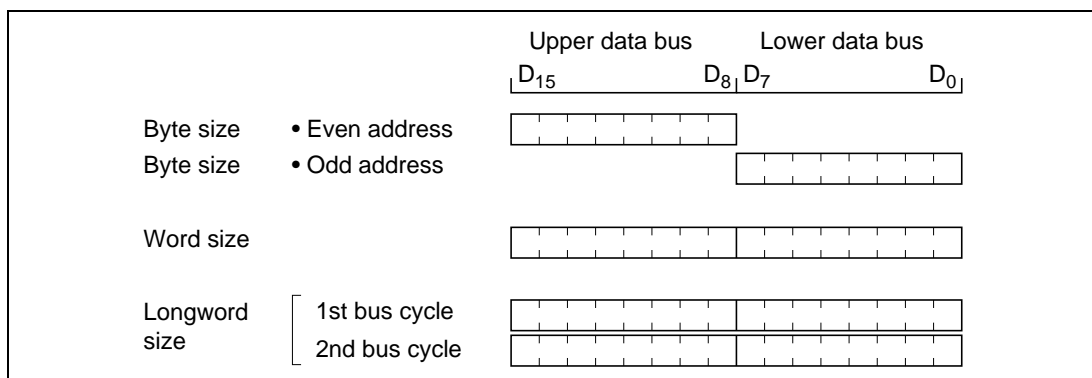 Upper data bus Lower data bus
D15 D8 D7 D0
Byte size • Even address
Byte size • Odd address
Word size
Longword size
1st bus cycle
2nd bus cycle